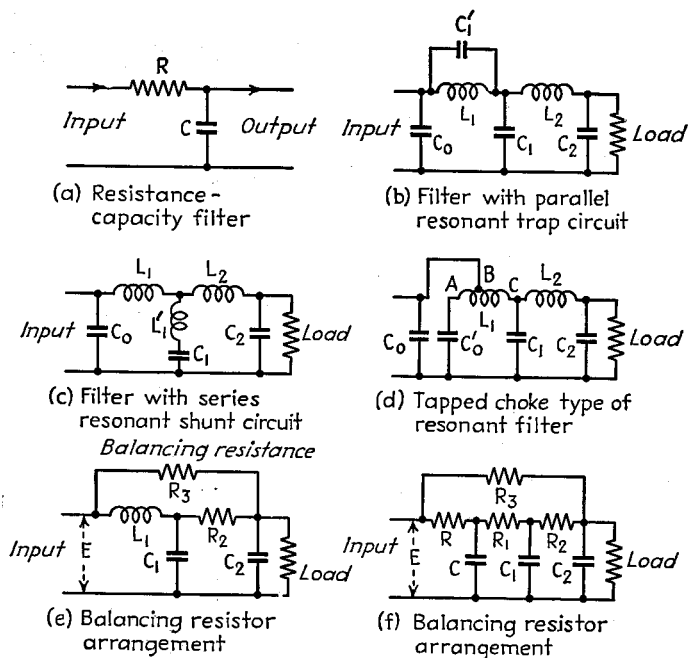 R
Input
C
Output
(a) Resistance-
capacity filter
C₁'
L₁
L₂
Input
C₀
C₁
C₂
Load
(b) Filter with parallel
resonant trap circuit
L₁
L₂
Input
C₀
L₁'
C₁
C₂
Load
(c) Filter with series
resonant shunt circuit
A
B
C
L₂
L₁
C₀
C₀'
C₁
C₂
Load
(d) Tapped choke type of
resonant filter
Balancing resistance
R₃
L₁
R₂
Input
E
C₁
C₂
Load
(e) Balancing resistor
arrangement
R₃
R
R₁
R₂
Input
E
C
C₁
C₂
Load
(f) Balancing resistor
arrangement